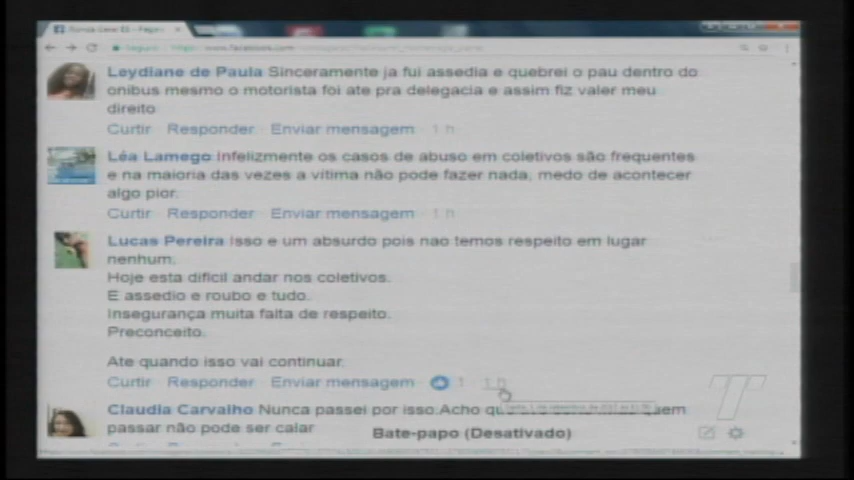 Leydiane de Paula Sinceramente ja fui assedia e quebrei o pau dentro do
onibus mesmo o motorista foi ate pra delegacia e assim fiz valer meu
direito
Curtir Responder Enviar mensagem 1 h
Léa Lamego Infelizmente os casos de abuso em coletivos são frequentes
e na maioria das vezes a vítima não pode fazer nada, medo de acontecer
algo pior.
Curtir Responder Enviar mensagem 1 h
Lucas Pereira Isso e um absurdo pois nao temos respeito em lugar
nenhum.
Hoje esta dificil andar nos coletivos.
E assedio e roubo e tudo.
Insegurança muita falta de respeito.
Preconceito.
Ate quando isso vai continuar.
Curtir Responder Enviar mensagem 1 1 h
Claudia Carvalho Nunca passei por isso.Acho
passar não pode ser calar
Bate-papo (Desativado)